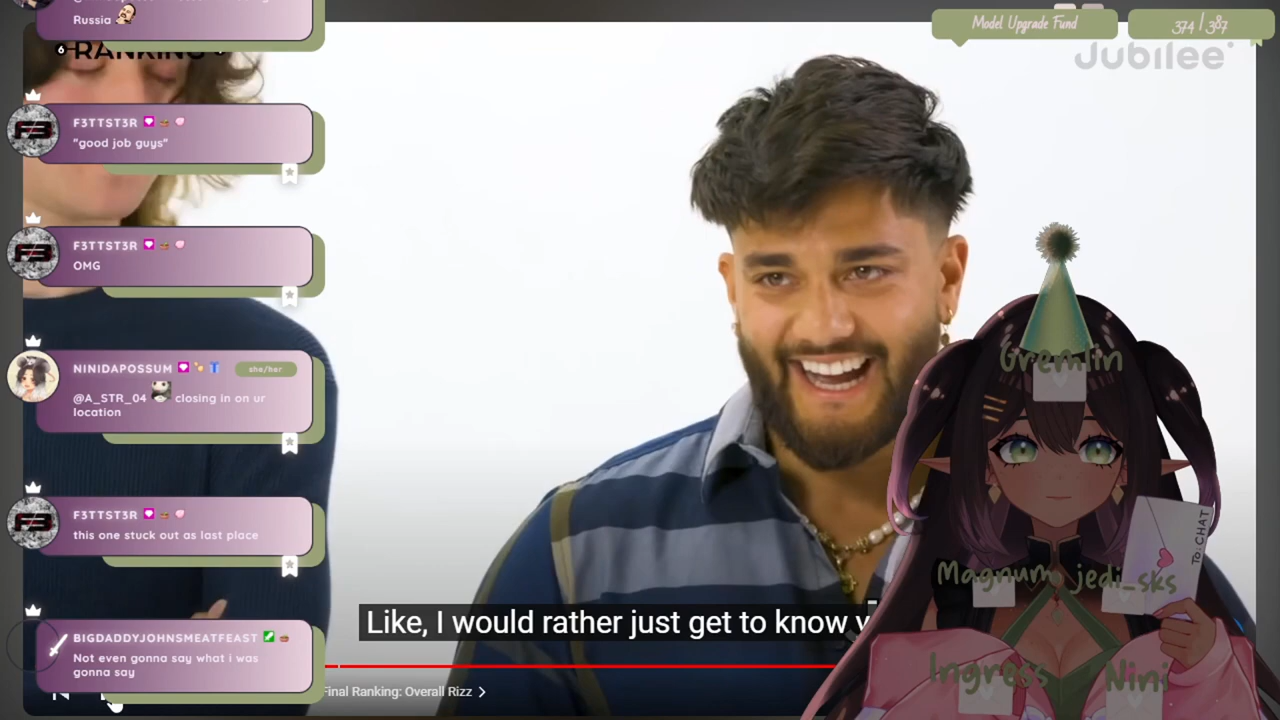 Russia
6 RANKING
F3TTST3R
"good job guys"
F3TTST3R
OMG
NINIDAPOSSUM she/her
@A_STR_04 closing in on ur
location
F3TTST3R
this one stuck out as last place
BIGDADDYJOHNSMEATFEAST
Not even gonna say what i was
gonna say
Model Upgrade Fund
374 / 387
Jubilee
Like, I would rather just get to know
Final Ranking: Overall Rizz
Gremlin
TO: CHAT
Magnum jedi_sks
Ingress Nini